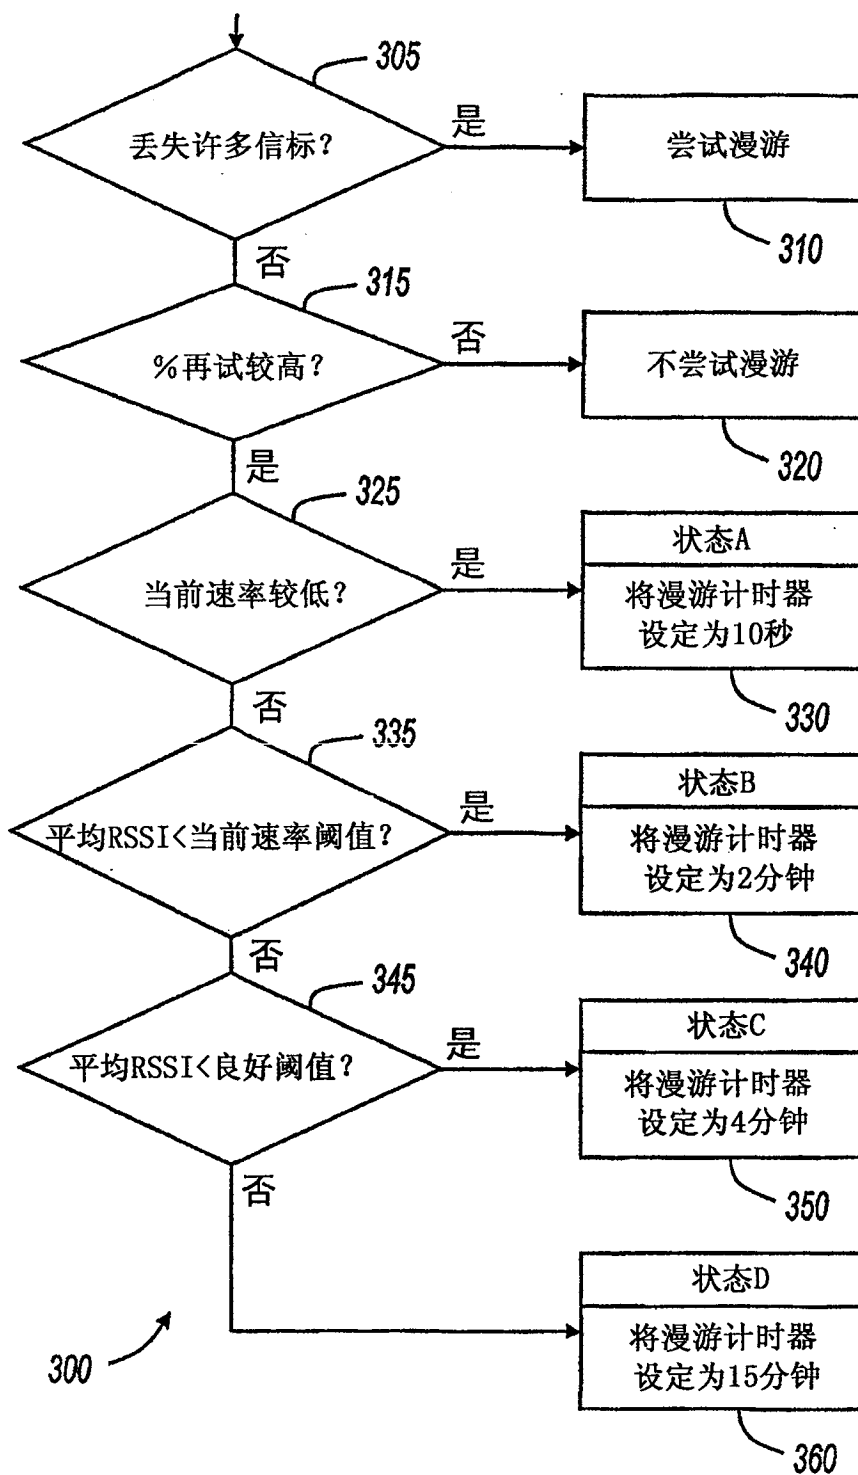 305
丢失许多信标?
是
尝试漫游
310
否
315
%再试较高?
否
不尝试漫游
320
是
325
当前速率较低?
是
状态A
将漫游计时器
设定为10秒
330
否
335
平均RSSI<当前速率阈值?
是
状态B
将漫游计时器
设定为2分钟
340
否
345
平均RSSI<良好阈值?
是
状态C
将漫游计时器
设定为4分钟
350
否
状态D
将漫游计时器
设定为15分钟
300
360